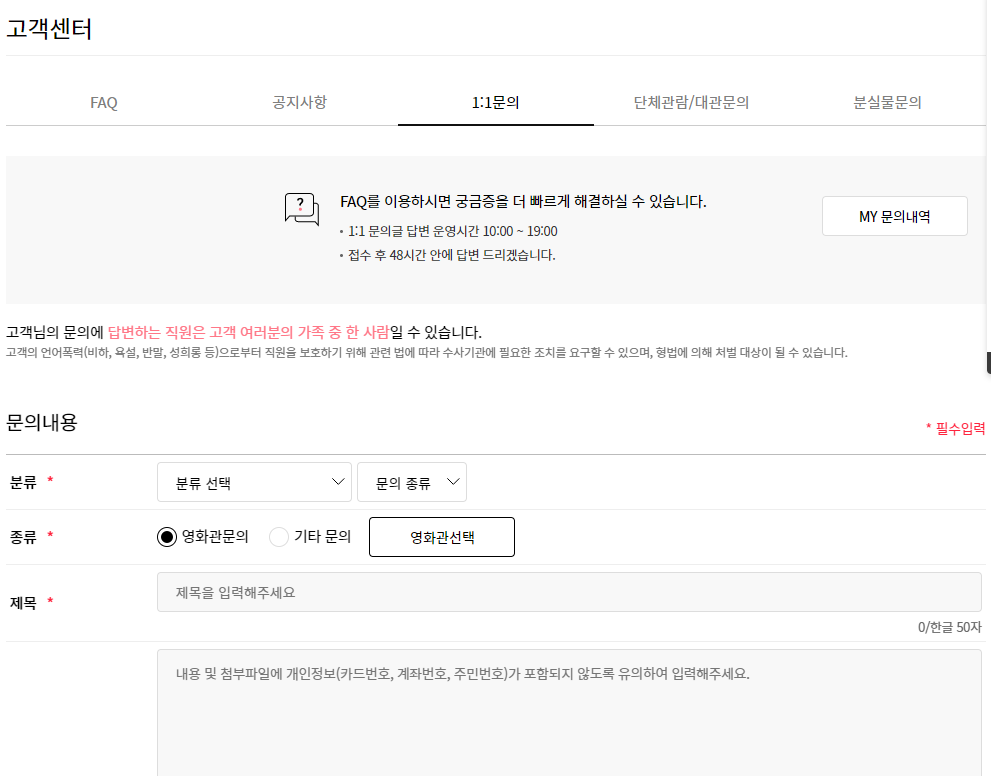 고객센터
FAQ 공지사항 1:1문의 단체관람/대관문의 분실물문의
?
FAQ를 이용하시면 궁금증을 더 빠르게 해결하실 수 있습니다.
• 1:1 문의글 답변 운영시간 10:00 ~ 19:00
• 접수 후 48시간 안에 답변 드리겠습니다.
MY 문의내역
고객님의 문의에 답변하는 직원은 고객 여러분의 가족 중 한 사람일 수 있습니다.
고객의 언어폭력(비하, 욕설, 반말, 성희롱 등)으로부터 직원을 보호하기 위해 관련 법에 따라 수사기관에 필요한 조치를 요구할 수 있으며, 형법에 의해 처벌 대상이 될 수 있습니다.
문의내용
* 필수입력
분류 * 분류 선택 문의 종류
종류 * 영화관문의 기타 문의 영화관선택
제목 * 제목을 입력해주세요
0/한글 50자
내용 및 첨부파일에 개인정보(카드번호, 계좌번호, 주민번호)가 포함되지 않도록 유의하여 입력해주세요.